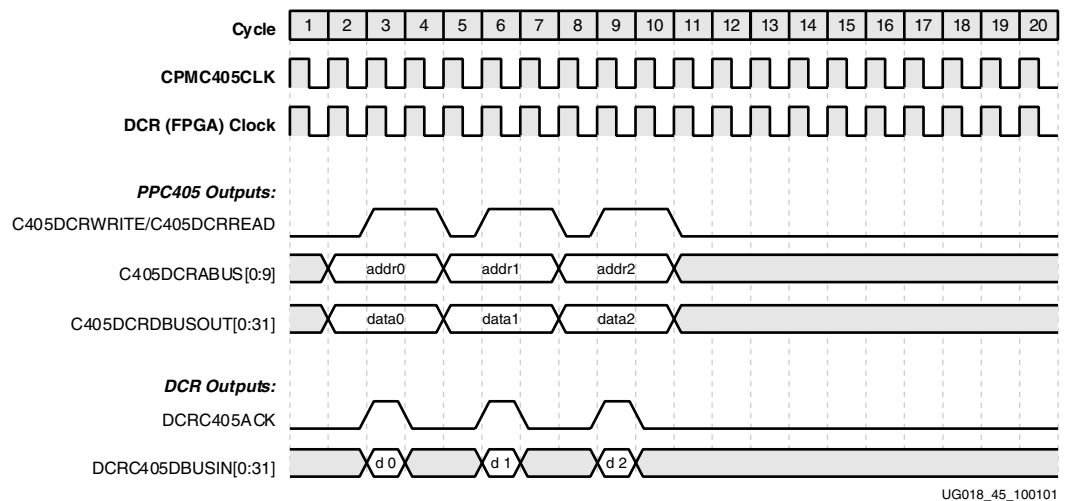 Cycle 1 2 3 4 5 6 7 8 9 10 11 12 13 14 15 16 17 18 19 20
CPMC405CLK
DCR (FPGA) Clock
PPC405 Outputs:
C405DCRWRITE/C405DCRREAD
C405DCRABUS[0:9] addr0 addr1 addr2
C405DCRDBUSOUT[0:31] data0 data1 data2
DCR Outputs:
DCRC405ACK
DCRC405DBUSIN[0:31] d 0 d 1 d 2
UG018_45_100101